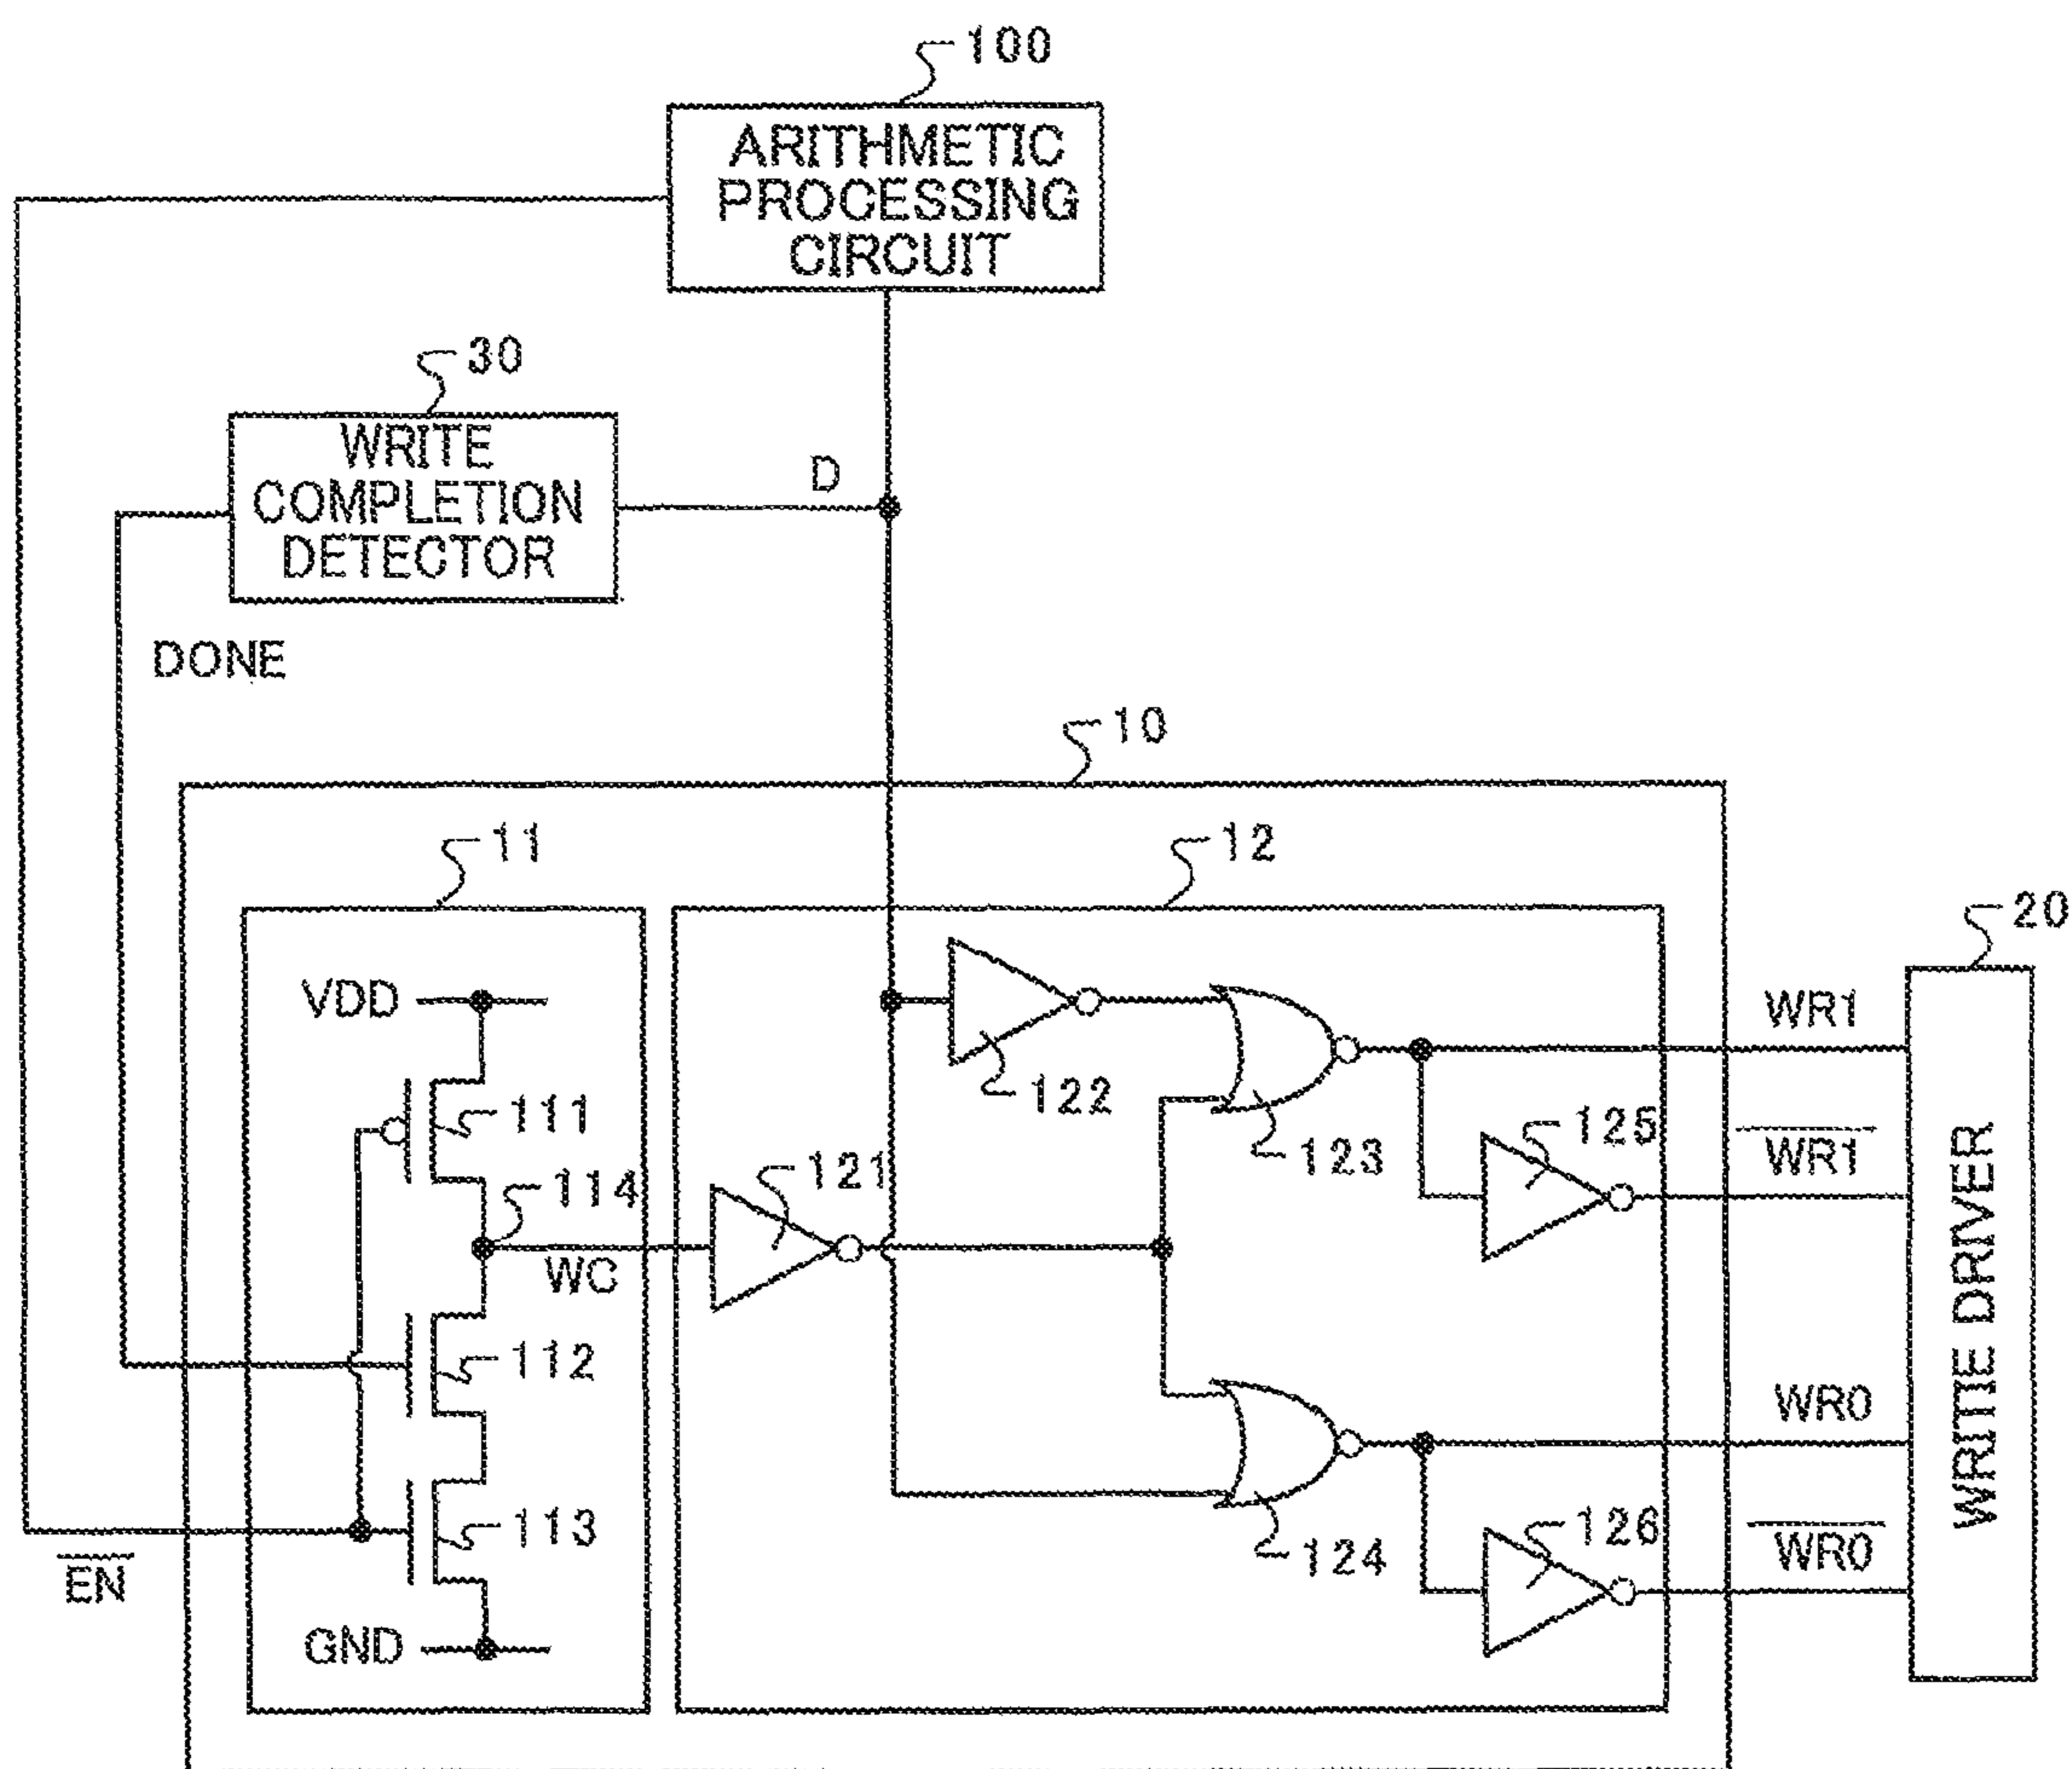 100
ARITHMETIC
PROCESSING
CIRCUIT
30
WRITE
COMPLETION
DETECTOR
D
DONE
10
11
12
20
VDD
WR1
111
122
123
125
WR1
121
114
WC
112
WR0
WRITIE DRIVER
113
124
126
WR0
EN
GND